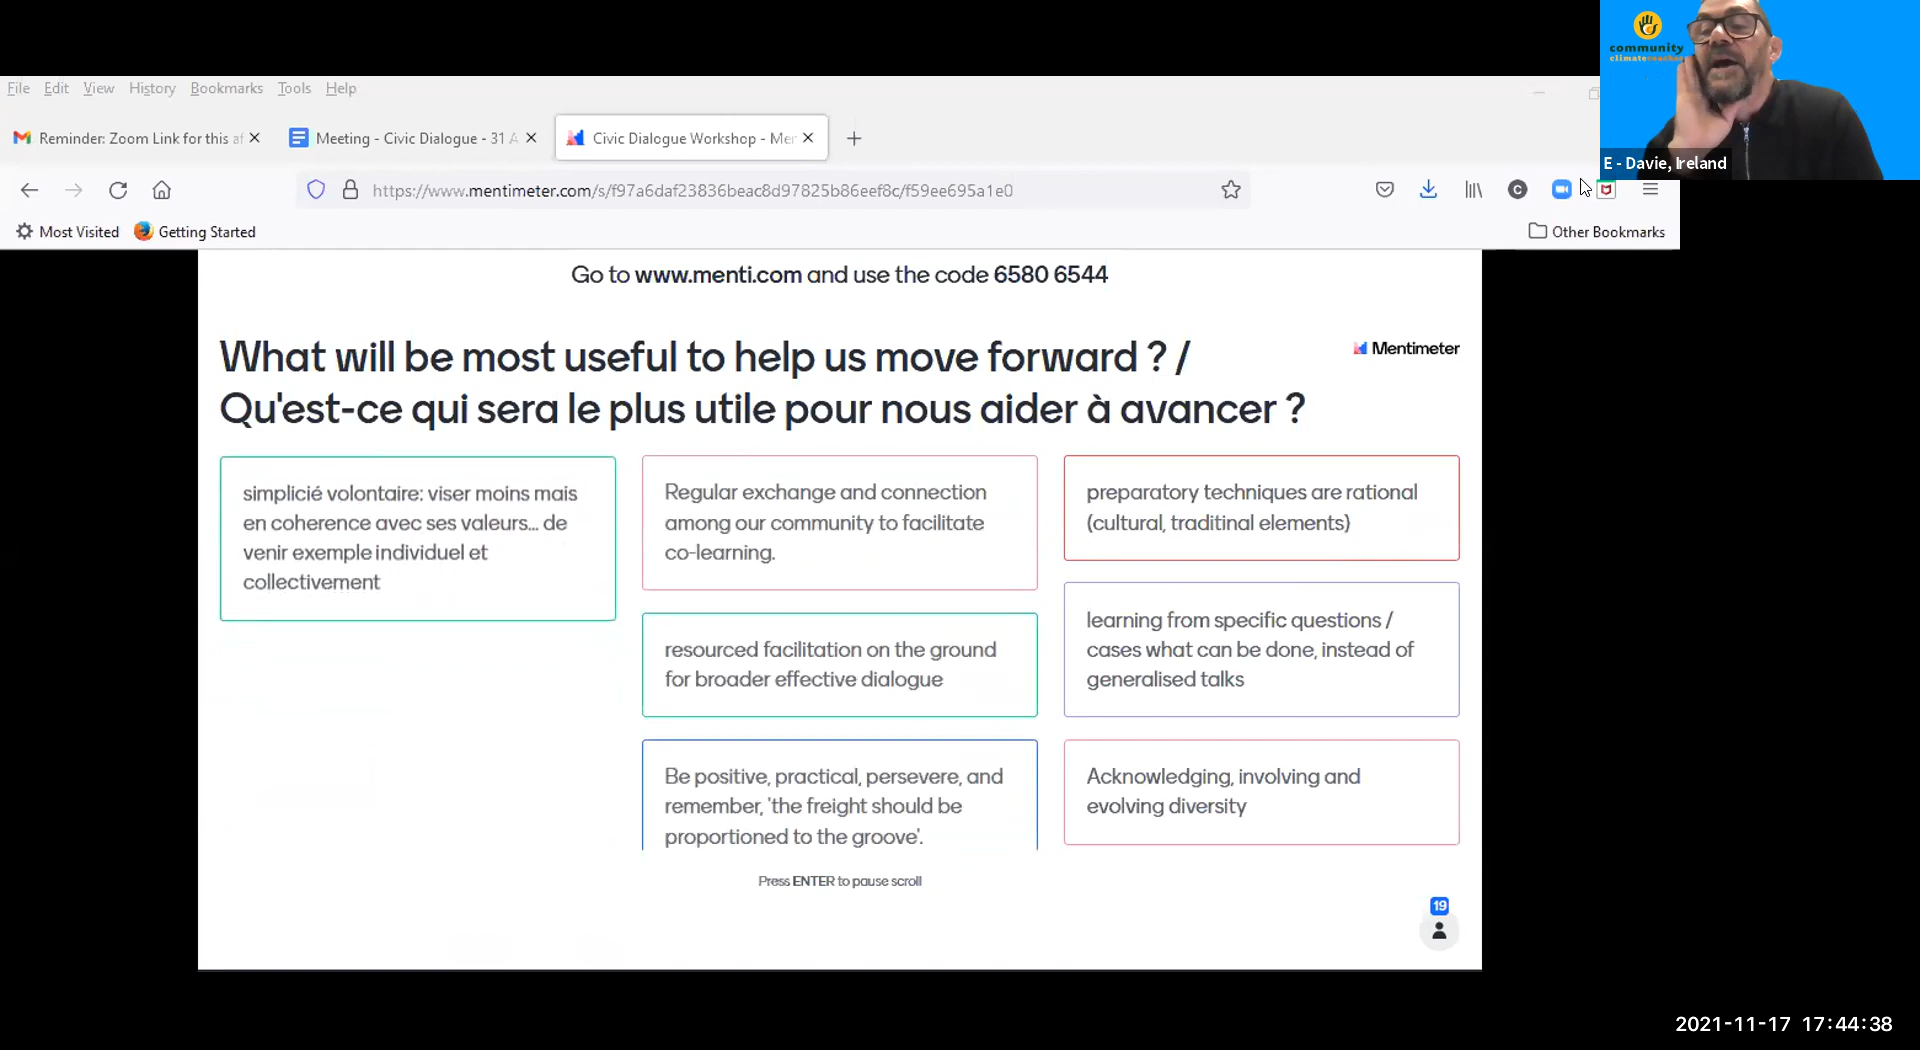 community
climatecoaches
E - Davie, Ireland
File Edit View History Bookmarks Tools Help
Reminder: Zoom Link for this af
Meeting - Civic Dialogue - 31 A
Civic Dialogue Workshop - Men
https://www.mentimeter.com/s/f97a6daf23836beac8d97825b86eef8c/f59ee695a1e0
Most Visited Getting Started Other Bookmarks
Go to www.menti.com and use the code 6580 6544
What will be most useful to help us move forward ? /
Qu'est-ce qui sera le plus utile pour nous aider à avancer ?
Mentimeter
simplicié volontaire: viser moins mais
en coherence avec ses valeurs... de
venir exemple individuel et
collectivement
Regular exchange and connection
among our community to facilitate
co-learning.
resourced facilitation on the ground
for broader effective dialogue
Be positive, practical, persevere, and
remember, 'the freight should be
proportioned to the groove'.
preparatory techniques are rational
(cultural, traditinal elements)
learning from specific questions /
cases what can be done, instead of
generalised talks
Acknowledging, involving and
evolving diversity
Press ENTER to pause scroll
19
2021-11-17 17:44:38